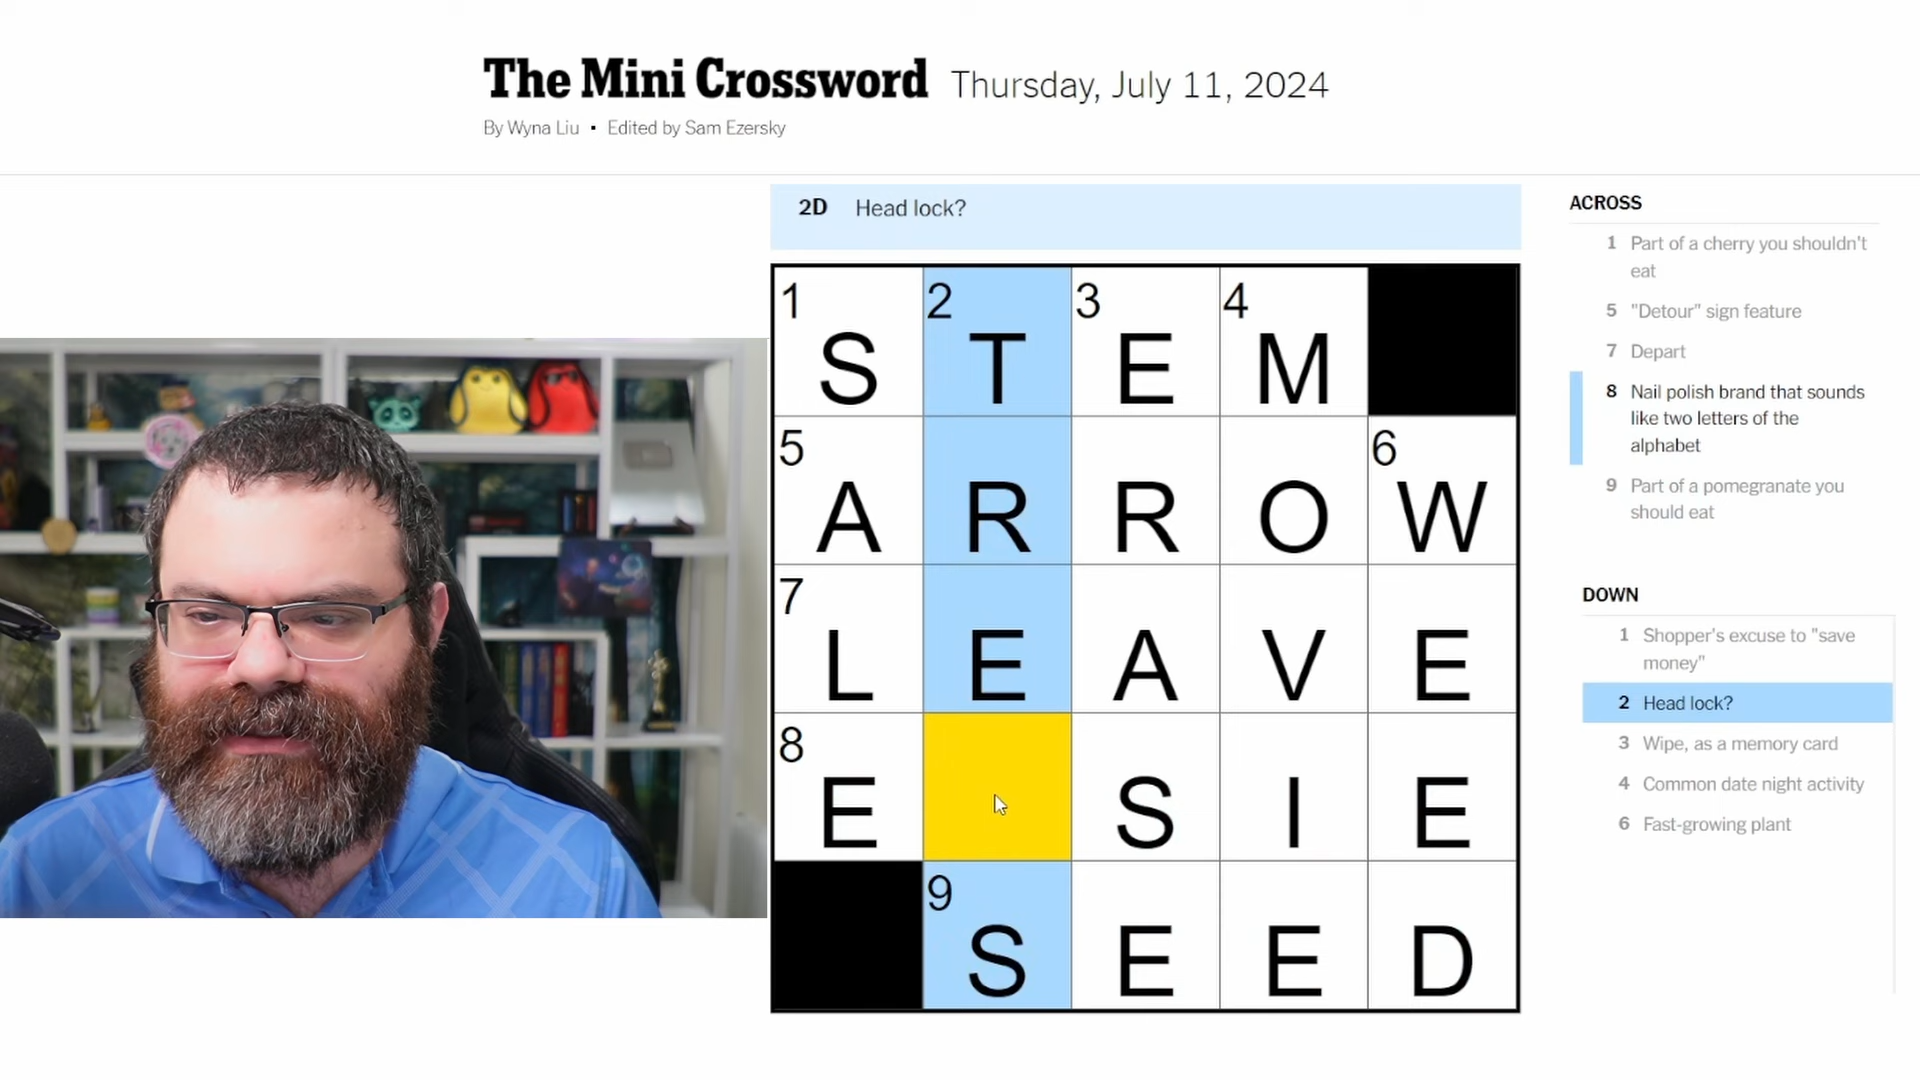 The Mini Crossword Thursday, July 11, 2024
By Wyna Liu • Edited by Sam Ezersky
2D Head lock?
1 2 3 4
S T E M
5 6
A R R O W
7
L E A V E
8
E S I E
9
S E E D
ACROSS
1 Part of a cherry you shouldn't
eat
5 "Detour" sign feature
7 Depart
8 Nail polish brand that sounds
like two letters of the
alphabet
9 Part of a pomegranate you
should eat
DOWN
1 Shopper's excuse to "save
money"
2 Head lock?
3 Wipe, as a memory card
4 Common date night activity
6 Fast-growing plant